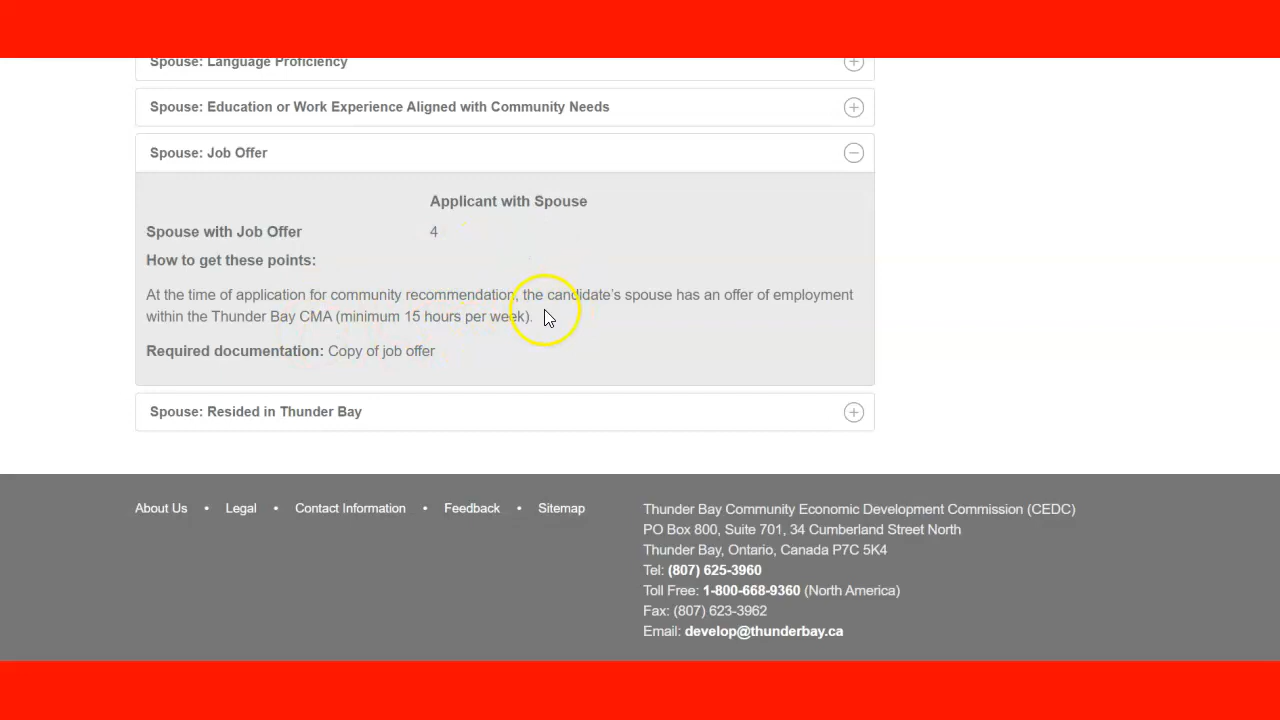 Spouse: Language Proficiency
Spouse: Education or Work Experience Aligned with Community Needs
Spouse: Job Offer
Applicant with Spouse
Spouse with Job Offer 4
How to get these points:
At the time of application for community recommendation, the candidate's spouse has an offer of employment
within the Thunder Bay CMA (minimum 15 hours per week).
Required documentation: Copy of job offer
Spouse: Resided in Thunder Bay
About Us • Legal • Contact Information • Feedback • Sitemap
Thunder Bay Community Economic Development Commission (CEDC)
PO Box 800, Suite 701, 34 Cumberland Street North
Thunder Bay, Ontario, Canada P7C 5K4
Tel: (807) 625-3960
Toll Free: 1-800-668-9360 (North America)
Fax: (807) 623-3962
Email: develop@thunderbay.ca